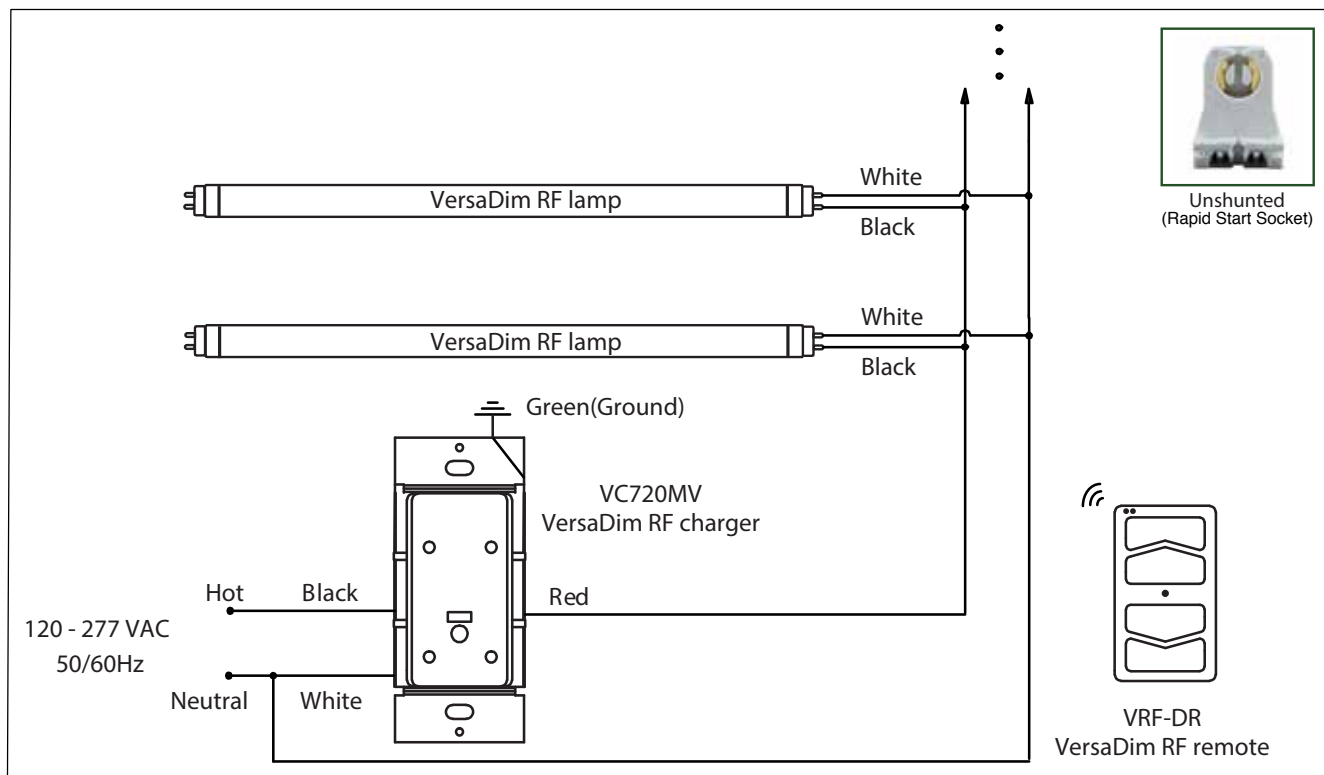 Unshunted
(Rapid Start Socket)
White
VersaDim RF lamp
Black
White
VersaDim RF lamp
Black
Green(Ground)
VC720MV
VersaDim RF charger
Hot
Black
Red
120 - 277 VAC
50/60Hz
Neutral
White
VRF-DR
VersaDim RF remote